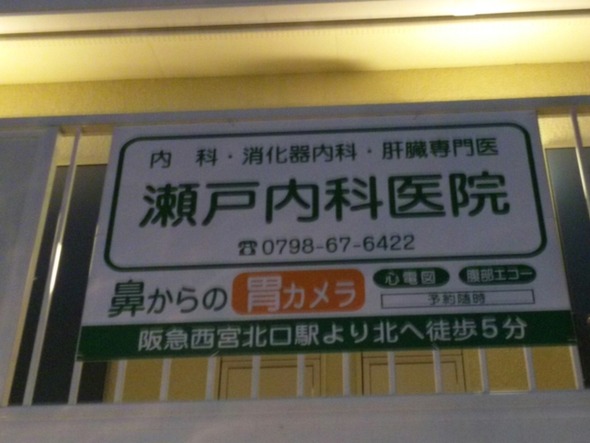 内科・消化器内科・肝臓専門医
瀬戸内科医院
☎0798-67-6422
鼻からの胃カメラ
心電図
腹部エコー
予約随時
阪急西宮北口駅より北へ徒歩5分